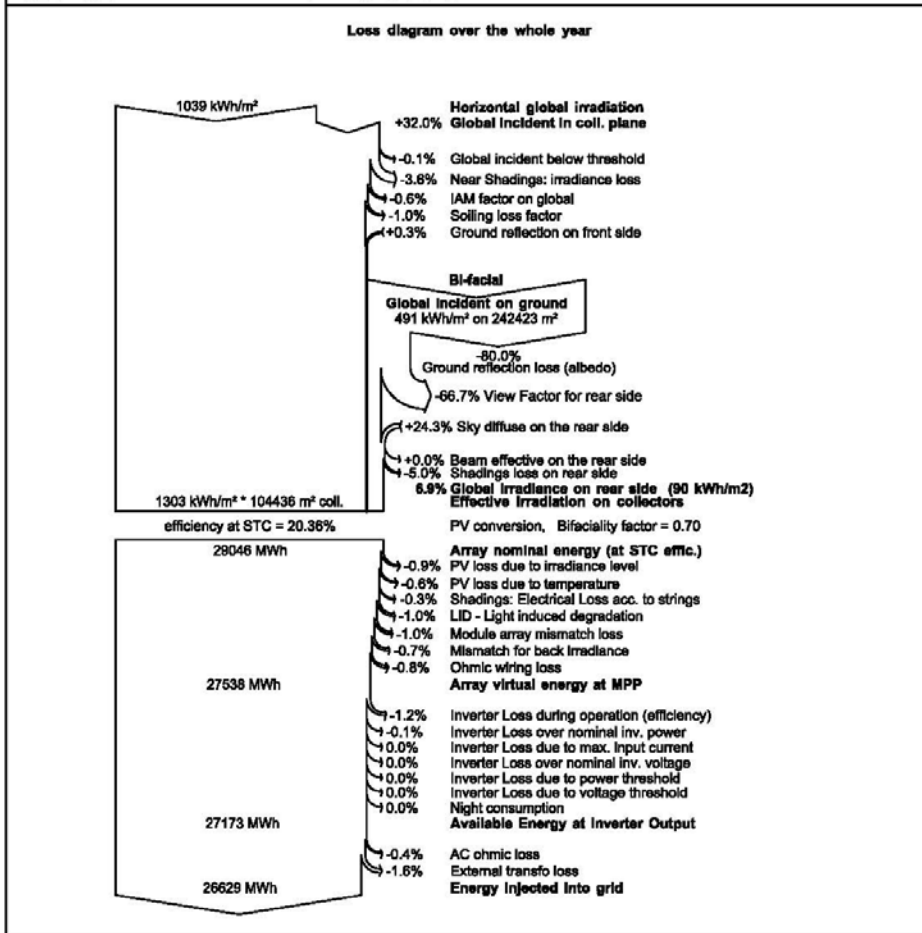 Loss diagram over the whole year
1039 kWh/m²
Horizontal global irradiation
+32.0% Global incident in coll. plane
-0.1% Global incident below threshold
-3.6% Near Shadings: irradiance loss
-0.6% IAM factor on global
-1.0% Soiling loss factor
+0.3% Ground reflection on front side
Bi-facial
Global incident on ground
491 kWh/m² on 242423 m²
-80.0%
Ground reflection loss (albedo)
-66.7% View Factor for rear side
+24.3% Sky diffuse on the rear side
+0.0% Beam effective on the rear side
-5.0% Shadings loss on rear side
6.9% Global Irradiance on rear side (90 kWh/m2)
1303 kWh/m² * 104436 m² coll. Effective irradiation on collectors
efficiency at STC = 20.36% PV conversion, Bifaciality factor = 0.70
29046 MWh Array nominal energy (at STC effic.)
-0.9% PV loss due to irradiance level
-0.6% PV loss due to temperature
-0.3% Shadings: Electrical Loss acc. to strings
-1.0% LID - Light induced degradation
-1.0% Module array mismatch loss
-0.7% Mismatch for back irradiance
-0.8% Ohmic wiring loss
27538 MWh Array virtual energy at MPP
-1.2% Inverter Loss during operation (efficiency)
-0.1% Inverter Loss over nominal inv. power
0.0% Inverter Loss due to max. input current
0.0% Inverter Loss over nominal inv. voltage
0.0% Inverter Loss due to power threshold
0.0% Inverter Loss due to voltage threshold
0.0% Night consumption
27173 MWh Available Energy at Inverter Output
-0.4% AC ohmic loss
-1.6% External transfo loss
26629 MWh Energy injected into grid